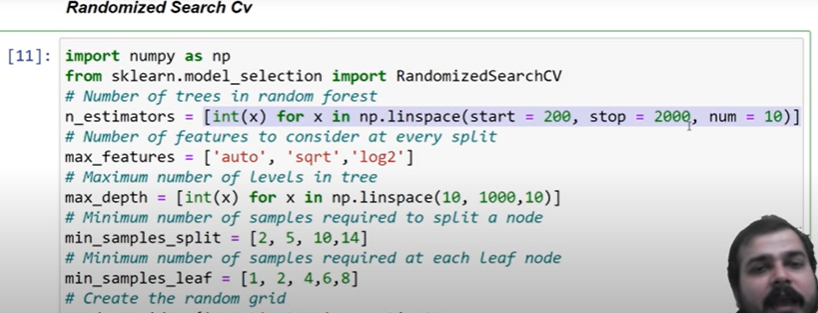 Randomized Search Cv
[11]: import numpy as np
from sklearn.model_selection import RandomizedSearchCV
# Number of trees in random forest
n_estimators = [int(x) for x in np.linspace(start = 200, stop = 2000, num = 10)]
# Number of features to consider at every split
max_features = ['auto', 'sqrt','log2']
# Maximum number of levels in tree
max_depth = [int(x) for x in np.linspace(10, 1000,10)]
# Minimum number of samples required to split a node
min_samples_split = [2, 5, 10,14]
# Minimum number of samples required at each leaf node
min_samples_leaf = [1, 2, 4,6,8]
# Create the random grid